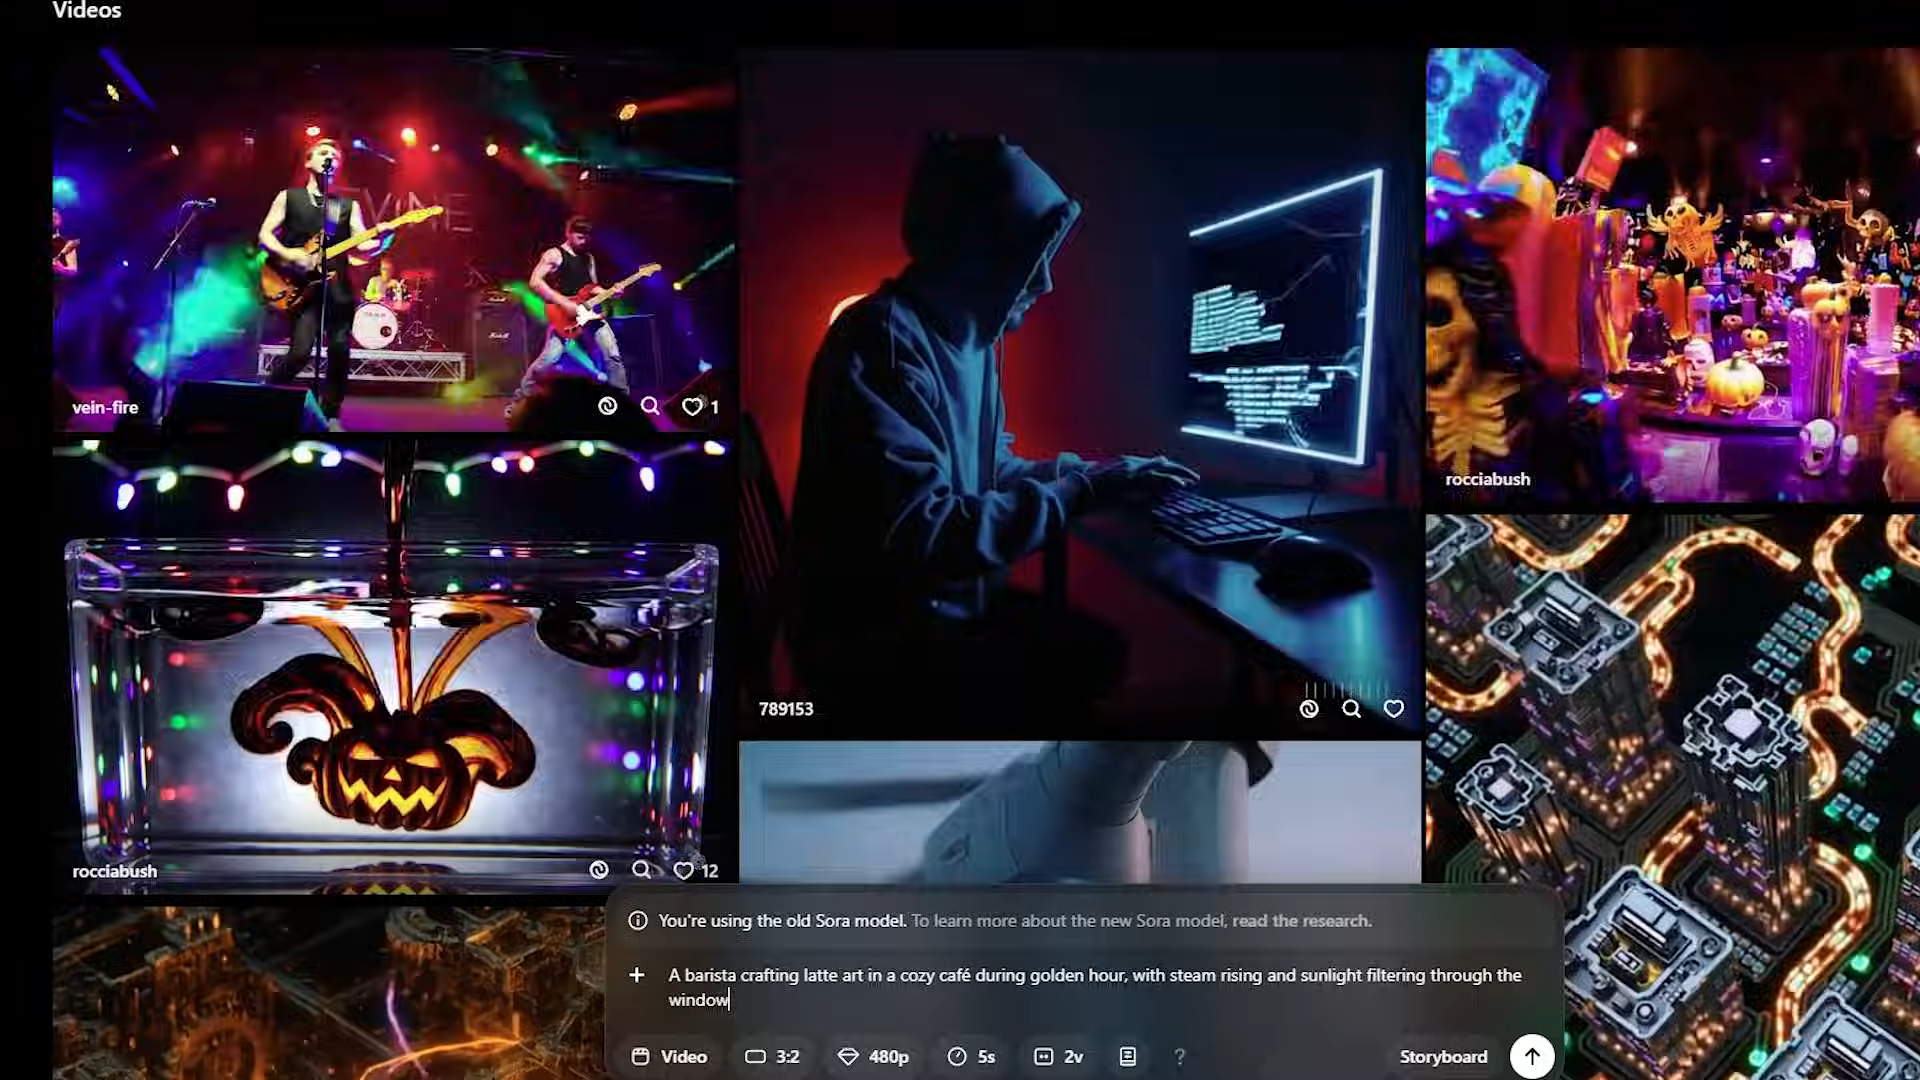 Videos
VINE
vein-fire
1
rocciabush
789153
rocciabush
12
You're using the old Sora model. To learn more about the new Sora model, read the research.
A barista crafting latte art in a cozy café during golden hour, with steam rising and sunlight filtering through the
window
Video
3:2
480p
5s
2v
?
Storyboard